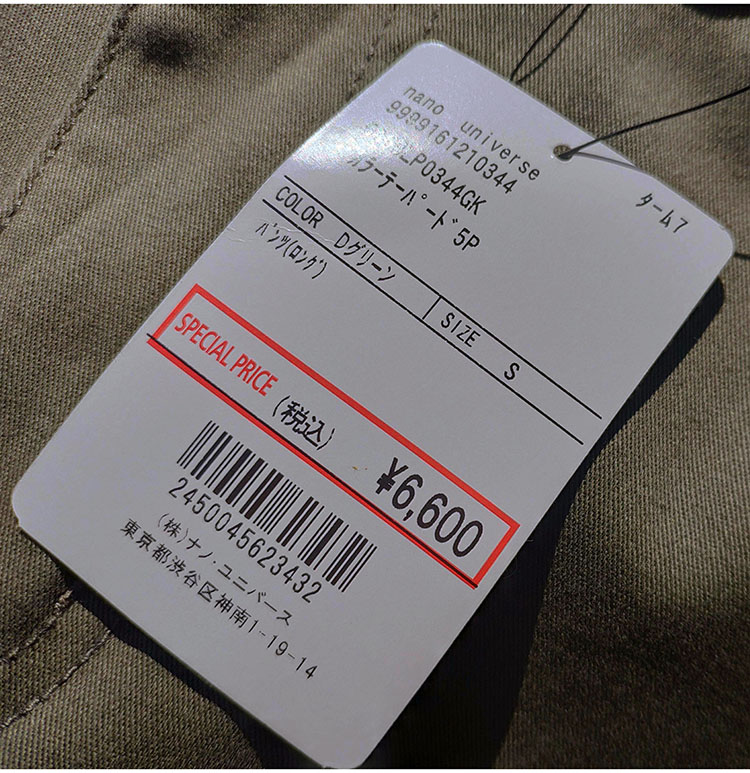 nano universe
9999161210344
P0344GK
カラーテーパード5P
ターム7
COLOR Dグリーン SIZE S
パンツ(ロング)
SPECIAL PRICE (税込) ¥6,600
2450045623432
(株)ナノ・ユニバース
東京都渋谷区神南1-19-14